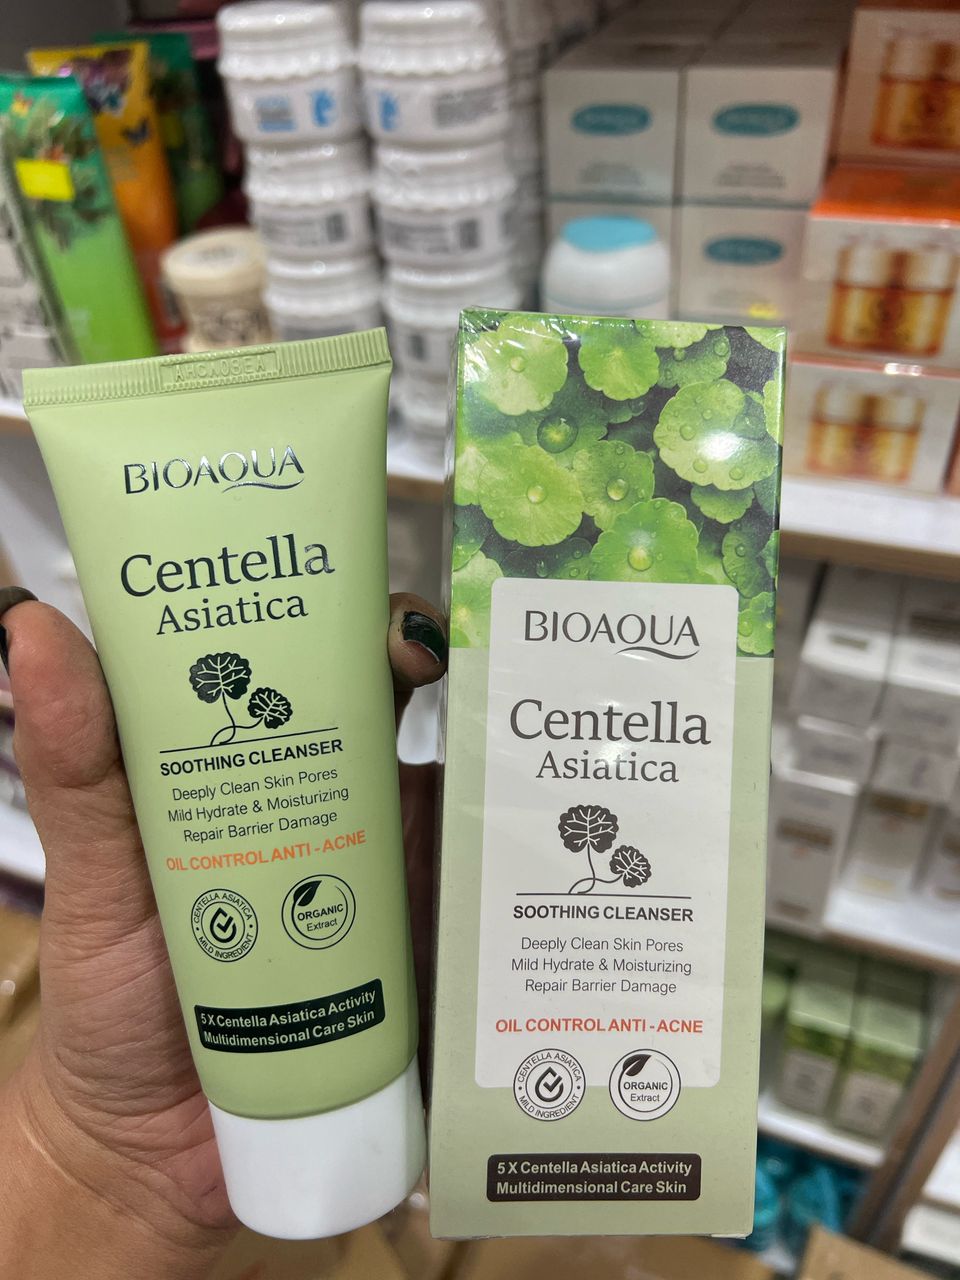 BIOAQUA
Centella
Asiatica
SOOTHING CLEANSER
Deeply Clean Skin Pores
Mild Hydrate & Moisturizing
Repair Barrier Damage
OIL CONTROL ANTI - ACNE
CENTELLA ASIATICA
MILD INGREDIENT
ORGANIC
Extract
5 X Centella Asiatica Activity
Multidimensional Care Skin
BIOAQUA
Centella
Asiatica
SOOTHING CLEANSER
Deeply Clean Skin Pores
Mild Hydrate & Moisturizing
Repair Barrier Damage
OIL CONTROL ANTI - ACNE
CENTELLA ASIATICA
MILD INGREDIENT
ORGANIC
Extract
5 X Centella Asiatica Activity
Multidimensional Care Skin